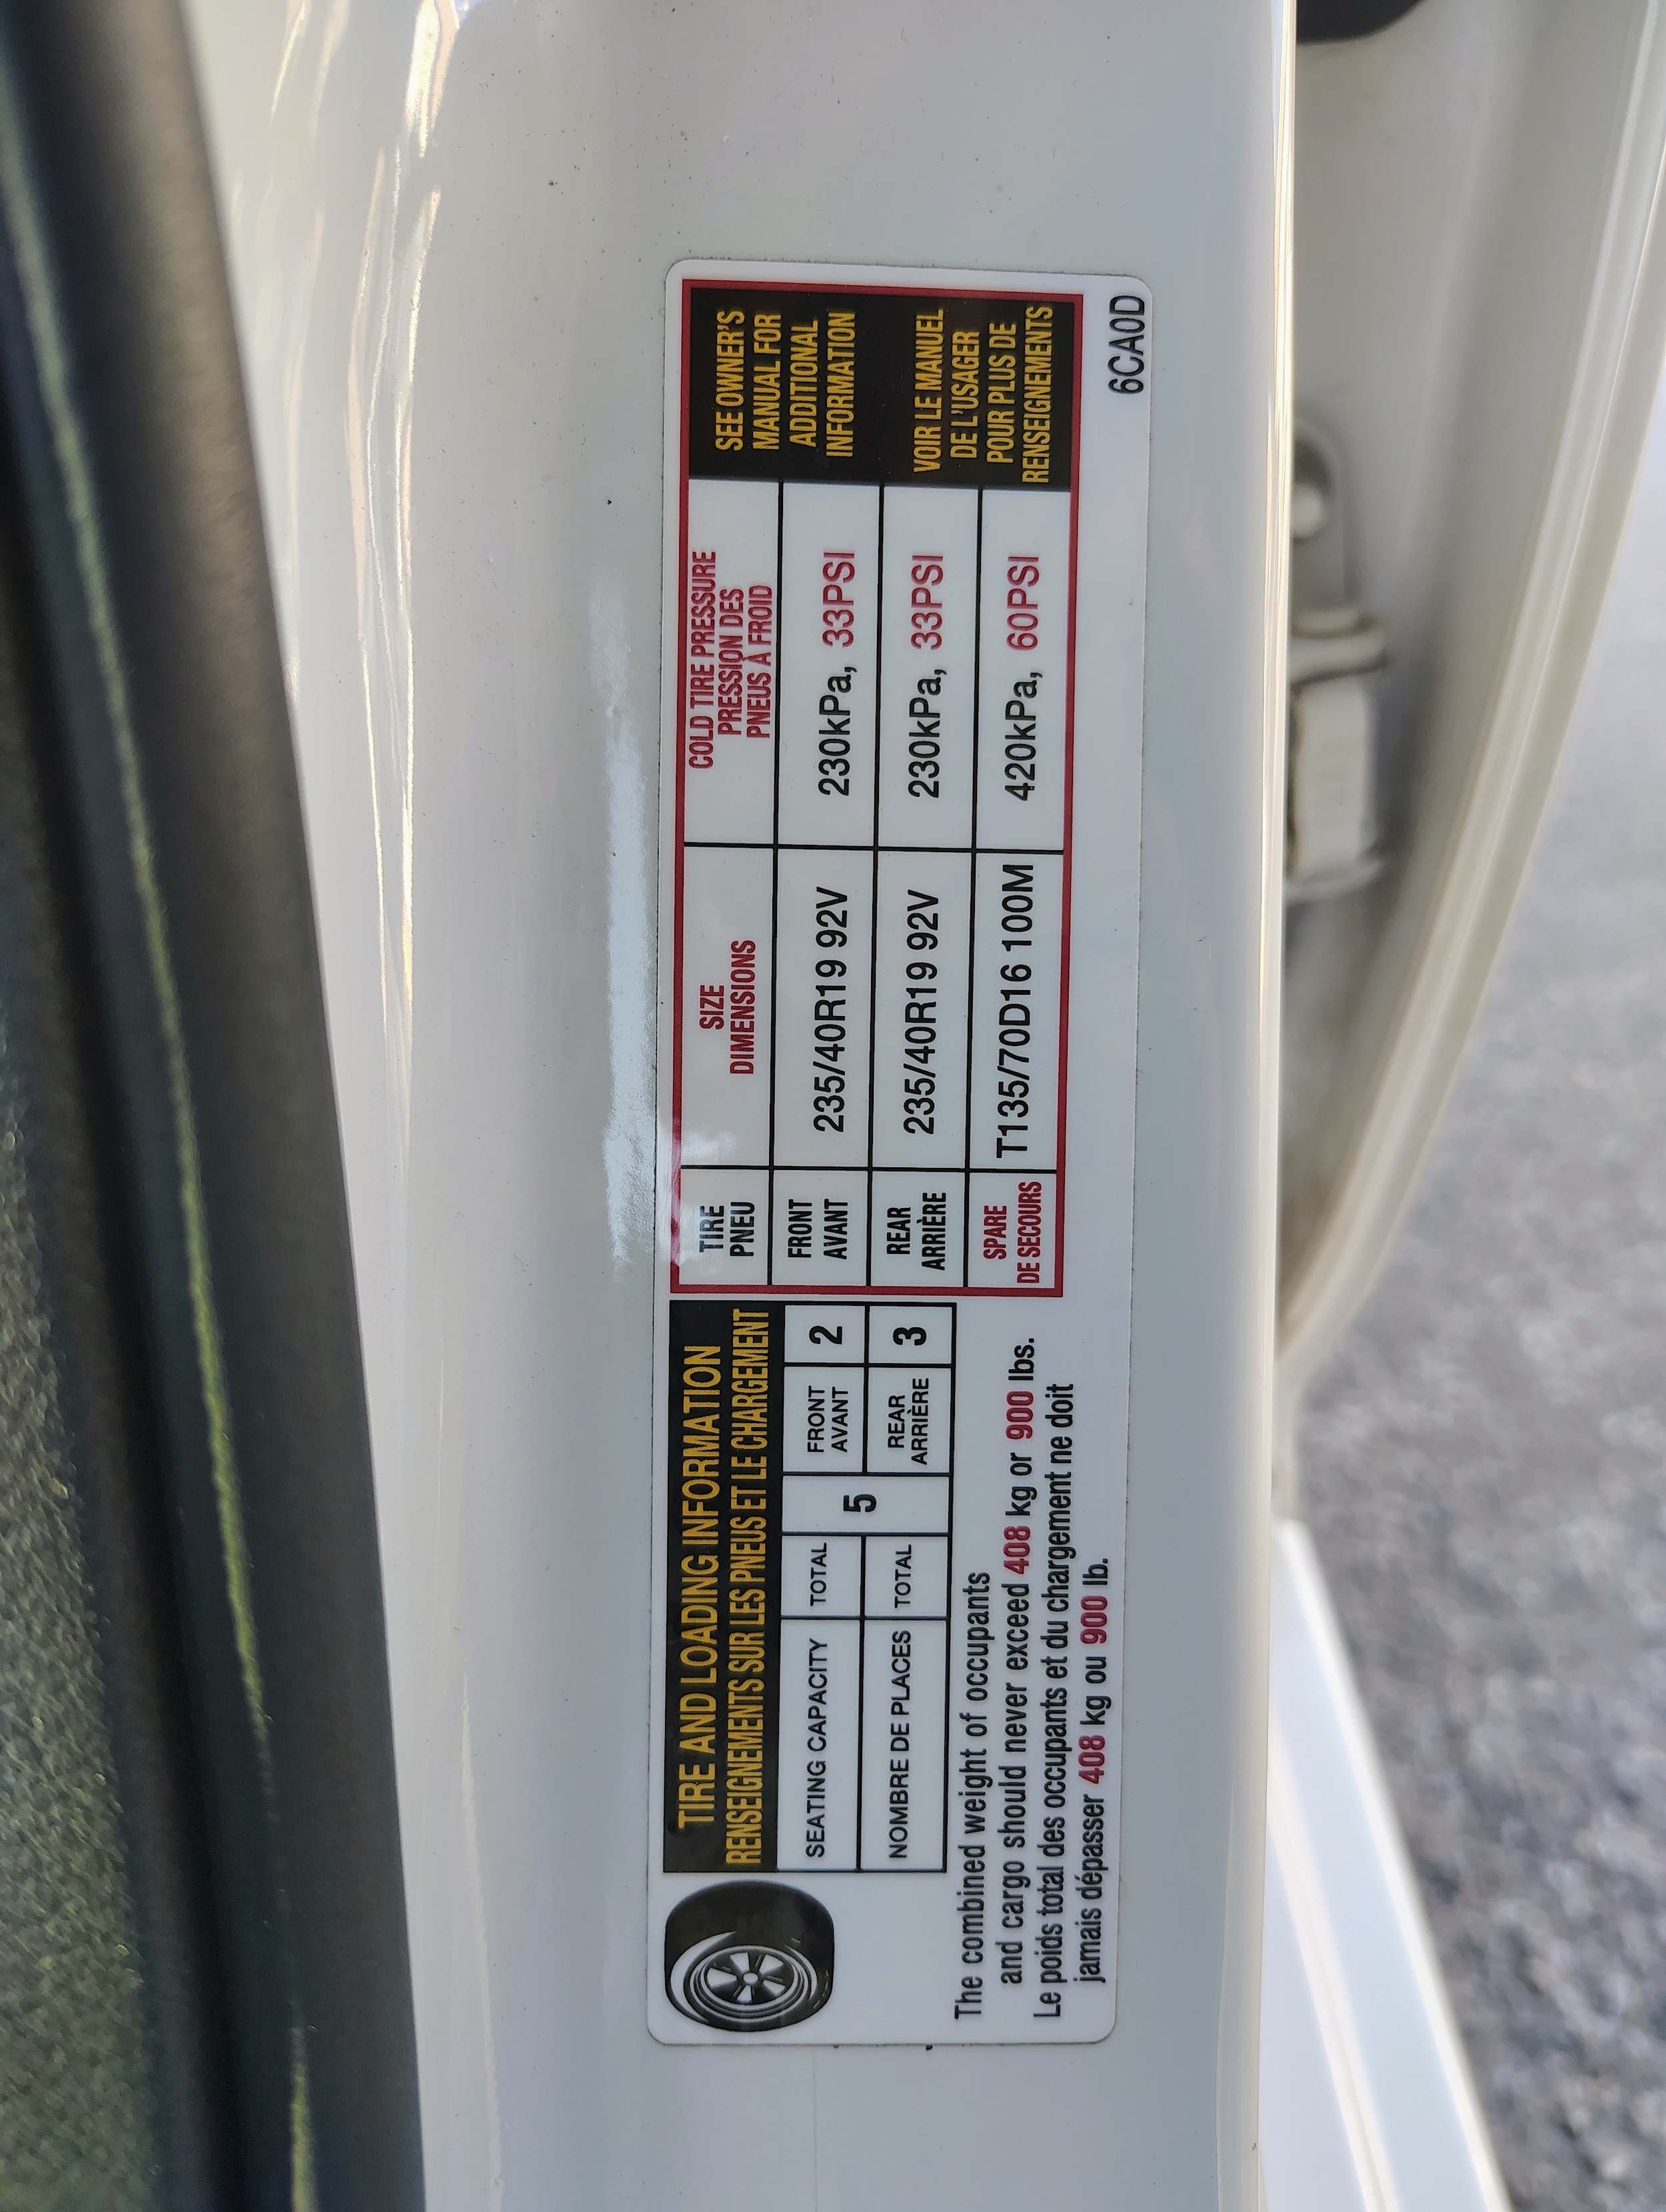 TIRE AND LOADING INFORMATION
RENSEIGNEMENTS SUR LES PNEUS ET LE CHARGEMENT
SEATING CAPACITY TOTAL 5 FRONT AVANT 2
NOMBRE DE PLACES TOTAL REAR ARRIÈRE 3
The combined weight of occupants
and cargo should never exceed 408 kg or 900 lbs.
Le poids total des occupants et du chargement ne doit
jamais dépasser 408 kg ou 900 lb.
TIRE
PNEU
SIZE
DIMENSIONS
COLD TIRE PRESSURE
PRESSION DES
PNEUS À FROID
FRONT
AVANT
235/40R19 92V
230kPa, 33PSI
REAR
ARRIÈRE
235/40R19 92V
230kPa, 33PSI
SPARE
DE SECOURS
T135/70D16 100M
420kPa, 60PSI
SEE OWNER'S
MANUAL FOR
ADDITIONAL
INFORMATION
VOIR LE MANUEL
DE L'USAGER
POUR PLUS DE
RENSEIGNEMENTS
6CA0D